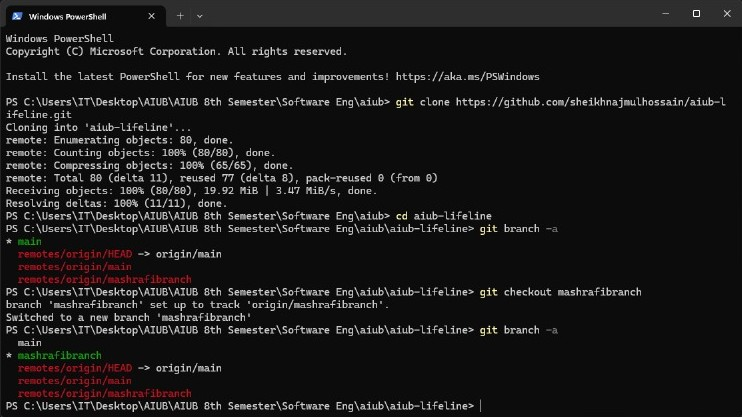 Windows PowerShell
Windows PowerShell
Copyright (C) Microsoft Corporation. All rights reserved.
Install the latest PowerShell for new features and improvements! https://aka.ms/PSWindows
PS C:\Users\IT\Desktop\AIUB\AIUB 8th Semester\Software Eng\aiub> git clone https://github.com/sheikhnajmulhossain/aiub-l
ifeline.git
Cloning into 'aiub-lifeline'...
remote: Enumerating objects: 80, done.
remote: Counting objects: 100% (80/80), done.
remote: Compressing objects: 100% (65/65), done.
remote: Total 80 (delta 11), reused 77 (delta 8), pack-reused 0 (from 0)
Receiving objects: 100% (80/80), 19.92 MiB | 3.47 MiB/s, done.
Resolving deltas: 100% (11/11), done.
PS C:\Users\IT\Desktop\AIUB\AIUB 8th Semester\Software Eng\aiub> cd aiub-lifeline
PS C:\Users\IT\Desktop\AIUB\AIUB 8th Semester\Software Eng\aiub\aiub-lifeline> git branch -a
* main
remotes/origin/HEAD -> origin/main
remotes/origin/main
remotes/origin/mashrafibranch
PS C:\Users\IT\Desktop\AIUB\AIUB 8th Semester\Software Eng\aiub\aiub-lifeline> git checkout mashrafibranch
branch 'mashrafibranch' set up to track 'origin/mashrafibranch'.
Switched to a new branch 'mashrafibranch'
PS C:\Users\IT\Desktop\AIUB\AIUB 8th Semester\Software Eng\aiub\aiub-lifeline> git branch -a
main
* mashrafibranch
remotes/origin/HEAD -> origin/main
remotes/origin/main
remotes/origin/mashrafibranch
PS C:\Users\IT\Desktop\AIUB\AIUB 8th Semester\Software Eng\aiub\aiub-lifeline>